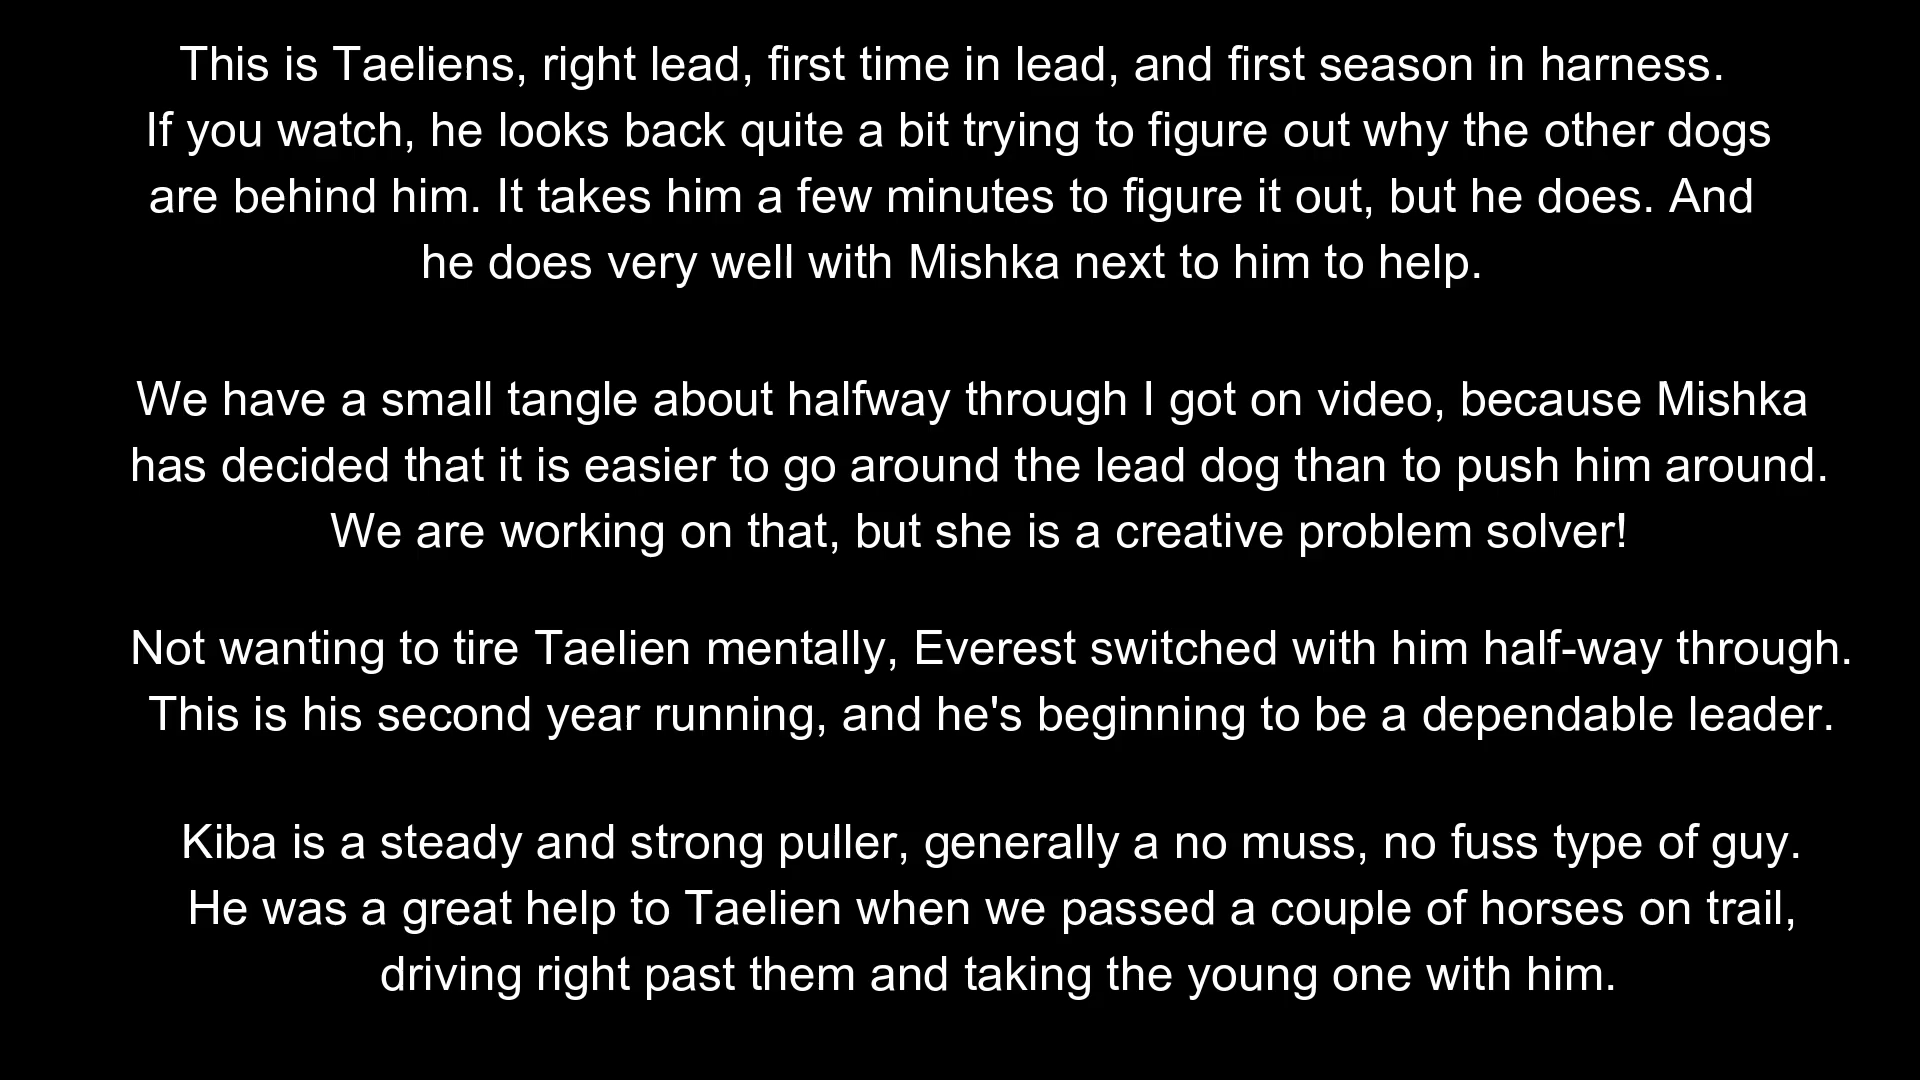 This is Taeliens, right lead, first time in lead, and first season in harness.
If you watch, he looks back quite a bit trying to figure out why the other dogs
are behind him. It takes him a few minutes to figure it out, but he does. And
he does very well with Mishka next to him to help.
We have a small tangle about halfway through I got on video, because Mishka
has decided that it is easier to go around the lead dog than to push him around.
We are working on that, but she is a creative problem solver!
Not wanting to tire Taelien mentally, Everest switched with him half-way through.
This is his second year running, and he's beginning to be a dependable leader.
Kiba is a steady and strong puller, generally a no muss, no fuss type of guy.
He was a great help to Taelien when we passed a couple of horses on trail,
driving right past them and taking the young one with him.